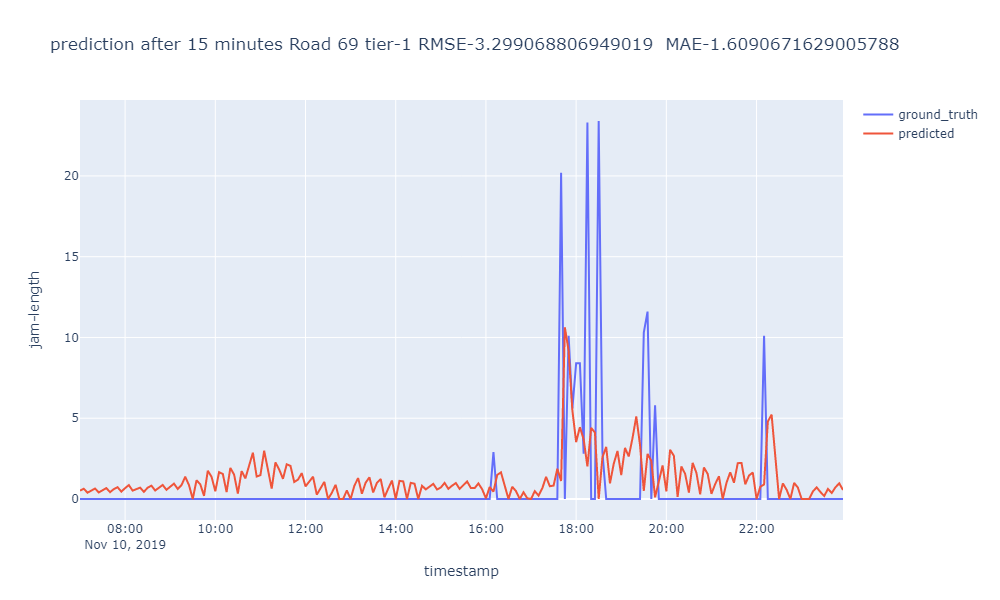 prediction after 15 minutes Road 69 tier-1 RMSE-3.299068806949019  MAE-1.6090671629005788
ground_truth
predicted
jam-length
20
15
10
5
0
08:00 10:00 12:00 14:00 16:00 18:00 20:00 22:00
Nov 10, 2019
timestamp